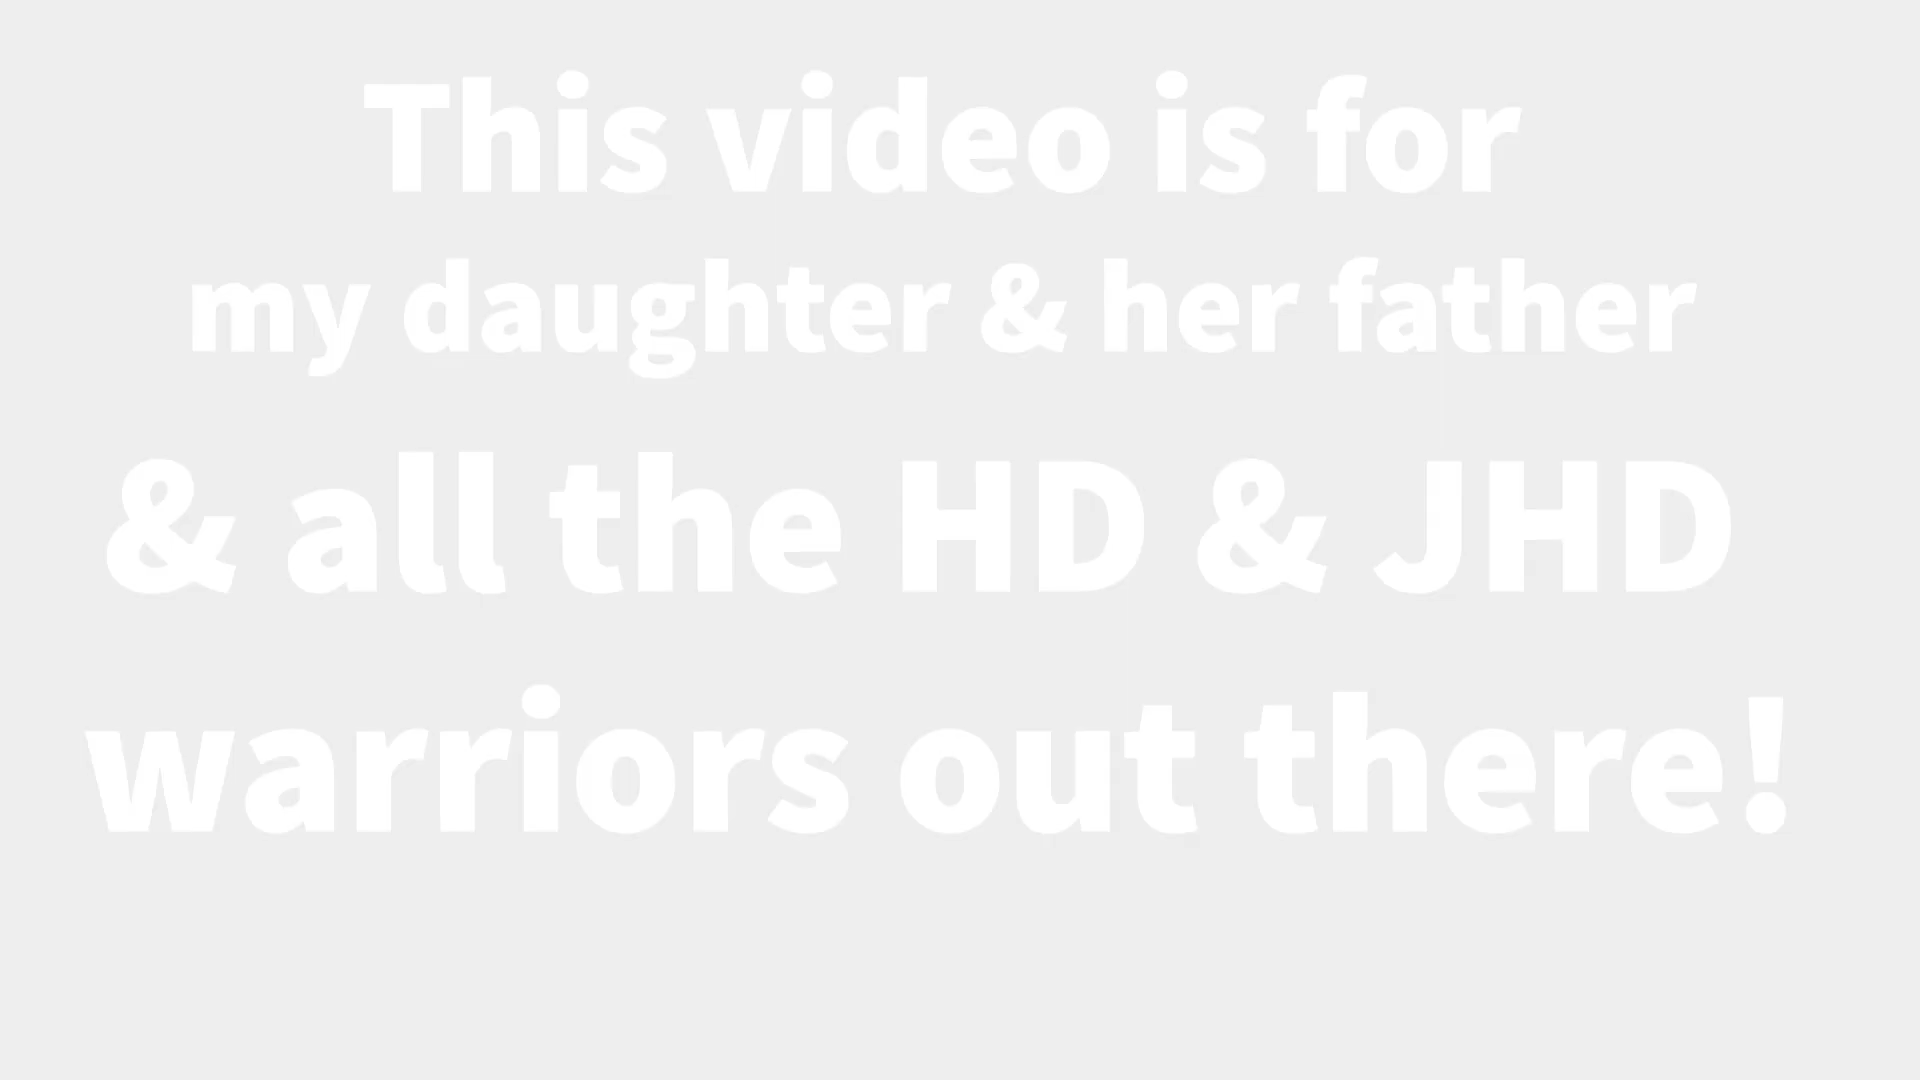 This video is for
my daughter & her father
& all the HD & JHD
warriors out there!